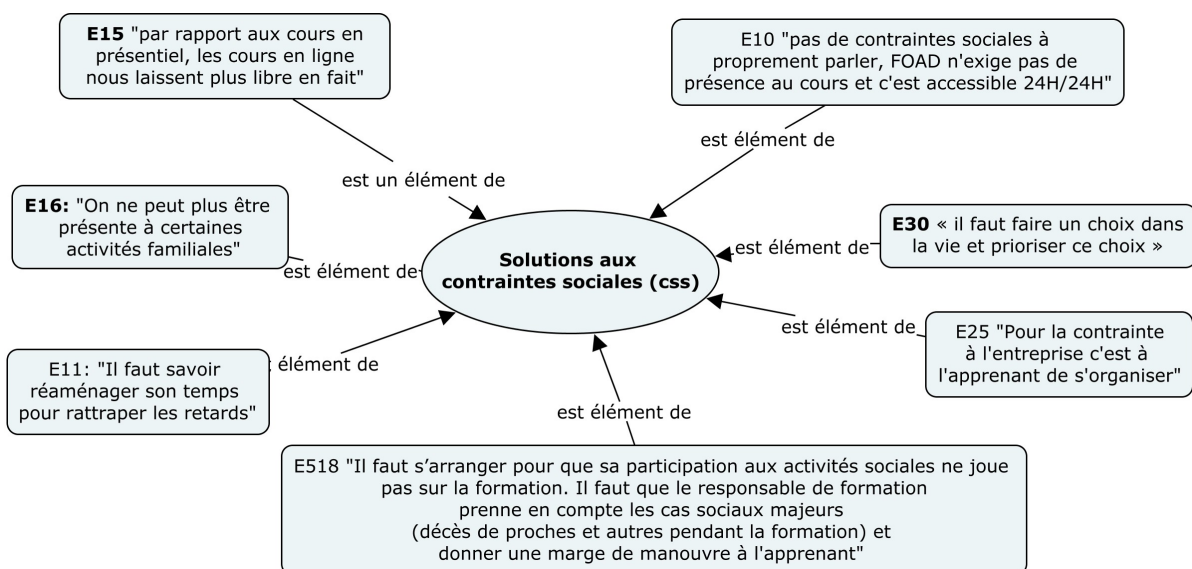 E15 "par rapport aux cours en
présentiel, les cours en ligne
nous laissent plus libre en fait"
E10 "pas de contraintes sociales à
proprement parler, FOAD n'exige pas de
présence au cours et c'est accessible 24H/24H"
est élément de
est un élément de
E16: "On ne peut plus être
présente à certaines
activités familiales"
est élément de
Solutions aux
contraintes sociales (css)
est élément de
E30 « il faut faire un choix dans
la vie et prioriser ce choix »
est élément de
E25 "Pour la contrainte
à l'entreprise c'est à
l'apprenant de s'organiser"
E11: "Il faut savoir
réaménager son temps
pour rattraper les retards"
élément de
est élément de
E518 "Il faut s’arranger pour que sa participation aux activités sociales ne joue
pas sur la formation. Il faut que le responsable de formation
prenne en compte les cas sociaux majeurs
(décès de proches et autres pendant la formation) et
donner une marge de manouvre à l'apprenant"